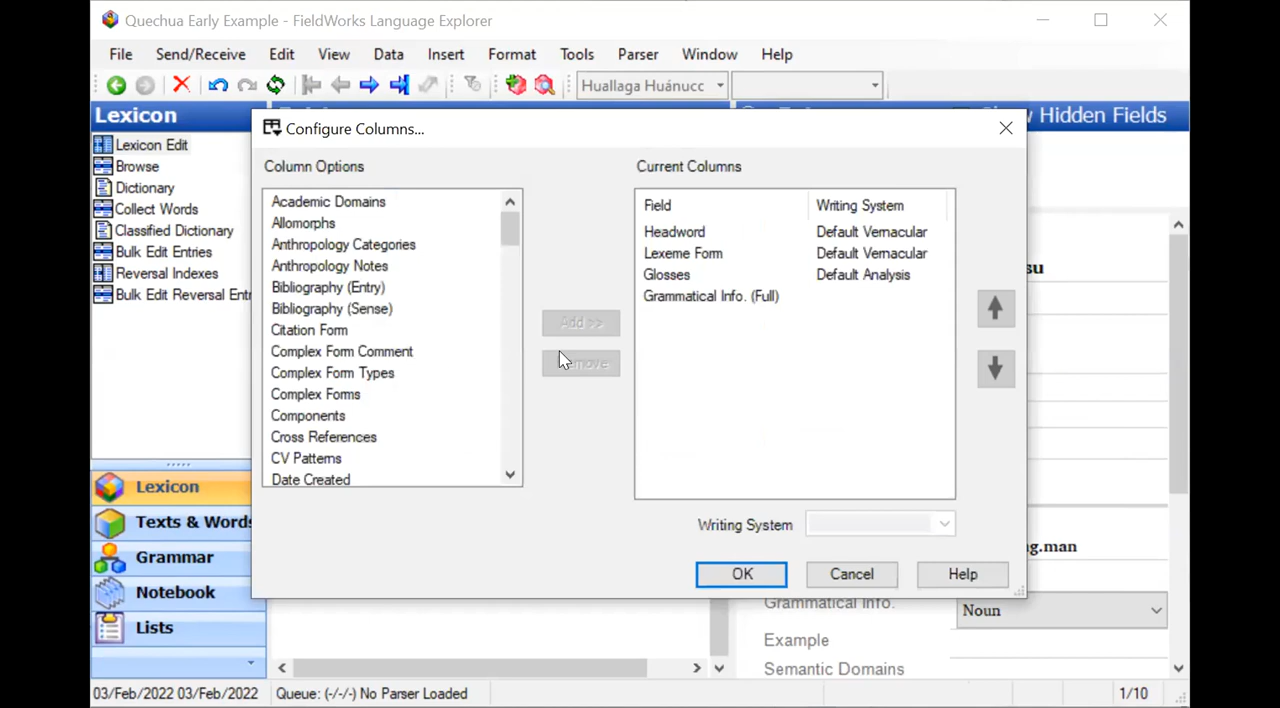 Quechua Early Example - FieldWorks Language Explorer
File Send/Receive Edit View Data Insert Format Tools Parser Window Help
Huallaga Huánucc
Lexicon
Hidden Fields
Lexicon Edit
Browse
Dictionary
Collect Words
Classified Dictionary
Bulk Edit Entries
Reversal Indexes
Bulk Edit Reversal Entr
Configure Columns...
Column Options
Academic Domains
Allomorphs
Anthropology Categories
Anthropology Notes
Bibliography (Entry)
Bibliography (Sense)
Citation Form
Complex Form Comment
Complex Form Types
Complex Forms
Components
Cross References
CV Patterns
Date Created
Add >>
Remove
Current Columns
Field Writing System
Headword Default Vernacular
Lexeme Form Default Vernacular
Glosses Default Analysis
Grammatical Info. (Full)
Writing System
OK Cancel Help
su
ng.man
Lexicon
Texts & Words
Grammar
Notebook
Lists
Grammatical Info. Noun
Example
Semantic Domains
03/Feb/2022 03/Feb/2022 Queue: (-/-/-) No Parser Loaded 1/10